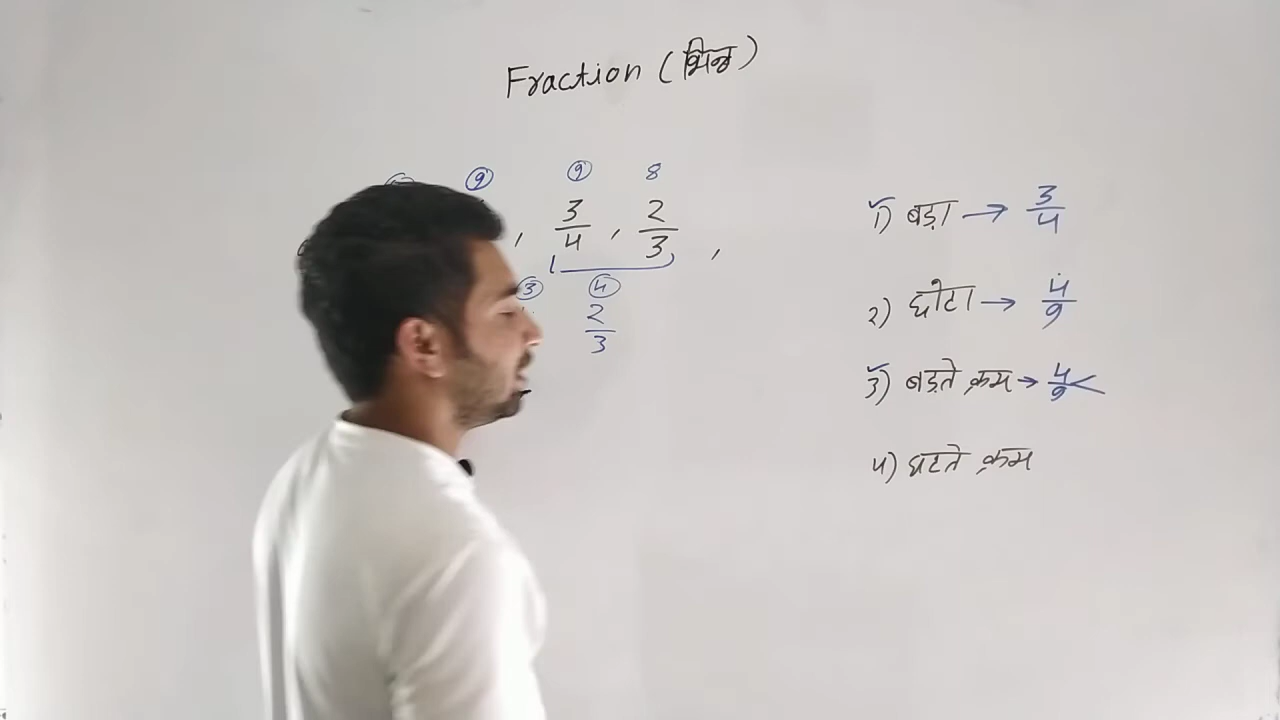 Fraction (भिन्न)
9 9 8
, 3/4 , 2/3 ,
3 4
2/3
1) बड़ा → 3/4
2) छोटा → 4/9
3) बड़ते क्रम → 4/9 <
4) घटते क्रम